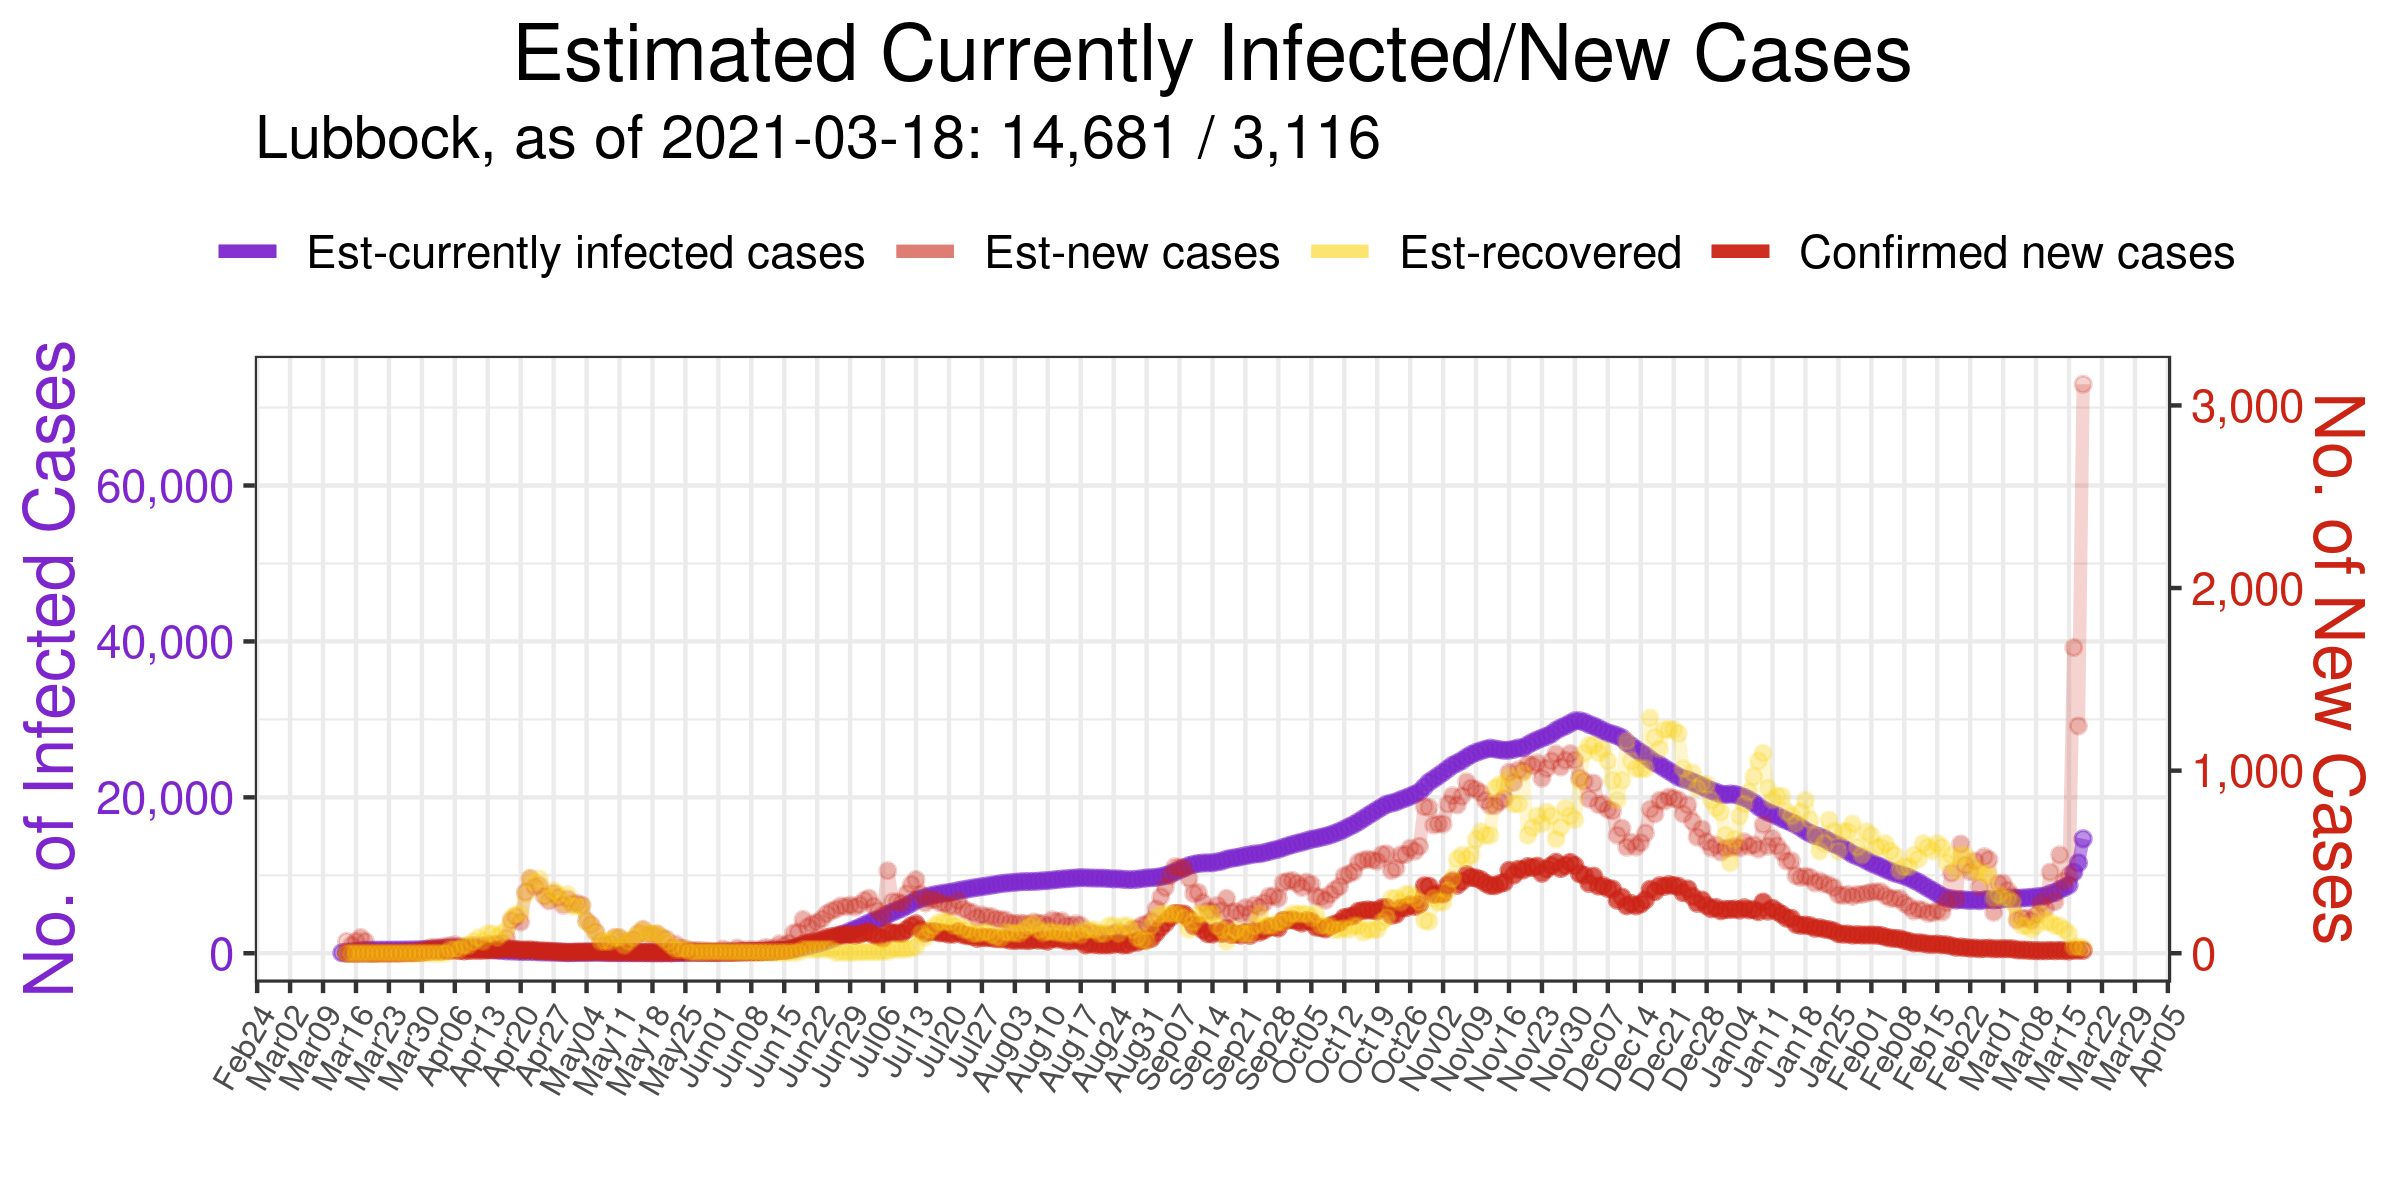 Estimated Currently Infected/New Cases
Lubbock, as of 2021-03-18: 14,681 / 3,116
Est-currently infected cases Est-new cases Est-recovered Confirmed new cases
No. of Infected Cases
60,000
40,000
20,000
0
No. of New Cases
3,000
2,000
1,000
0
Feb24
Mar02
Mar09
Mar16
Mar23
Mar30
Apr06
Apr13
Apr20
Apr27
May04
May11
May18
May25
Jun01
Jun08
Jun15
Jun22
Jun29
Jul06
Jul13
Jul20
Jul27
Aug03
Aug10
Aug17
Aug24
Aug31
Sep07
Sep14
Sep21
Sep28
Oct05
Oct12
Oct19
Oct26
Nov02
Nov09
Nov16
Nov23
Nov30
Dec07
Dec14
Dec21
Dec28
Jan04
Jan11
Jan18
Jan25
Feb01
Feb08
Feb15
Feb22
Mar01
Mar08
Mar15
Mar22
Mar29
Apr05